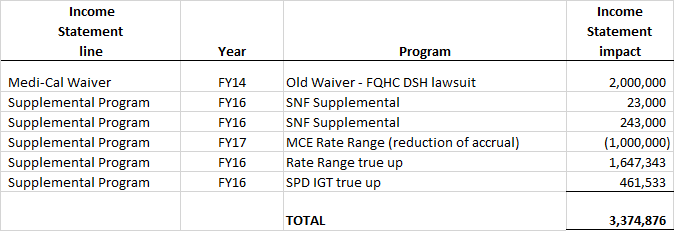 Income Statement line Year Program Income Statement impact
Medi-Cal Waiver FY14 Old Waiver - FQHC DSH lawsuit 2,000,000
Supplemental Program FY16 SNF Supplemental 23,000
Supplemental Program FY16 SNF Supplemental 243,000
Supplemental Program FY17 MCE Rate Range (reduction of accrual) (1,000,000)
Supplemental Program FY16 Rate Range true up 1,647,343
Supplemental Program FY16 SPD IGT true up 461,533
TOTAL 3,374,876